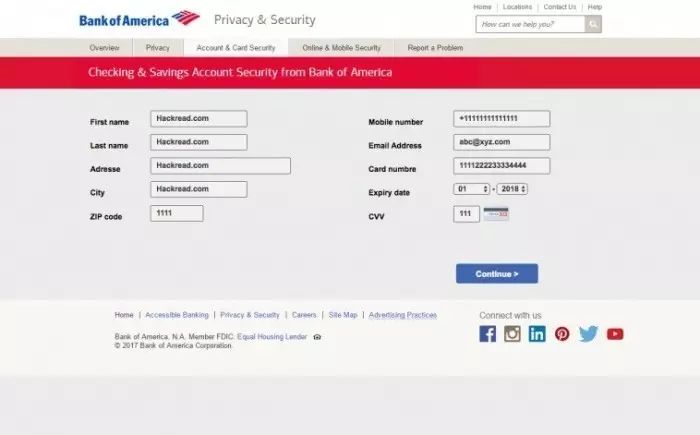 Home | Locations | Contact Us | Help
Bank of America Privacy & Security
How can we help you?
Overview Privacy Account & Card Security Online & Mobile Security Report a Problem
Checking & Savings Account Security from Bank of America
First name Hackread.com Mobile number +11111111111111
Last name Hackread.com Email Address abc@xyz.com
Adresse Hackread.com Card numbre 1111222233334444
City Hackread.com Expiry date 01 - 2018
ZIP code 1111 CVV 111
Continue >
Home | Accessible Banking | Privacy & Security | Careers | Site Map | Advertising Practices Connect with us
Bank of America, N.A. Member FDIC. Equal Housing Lender
© 2017 Bank of America Corporation.